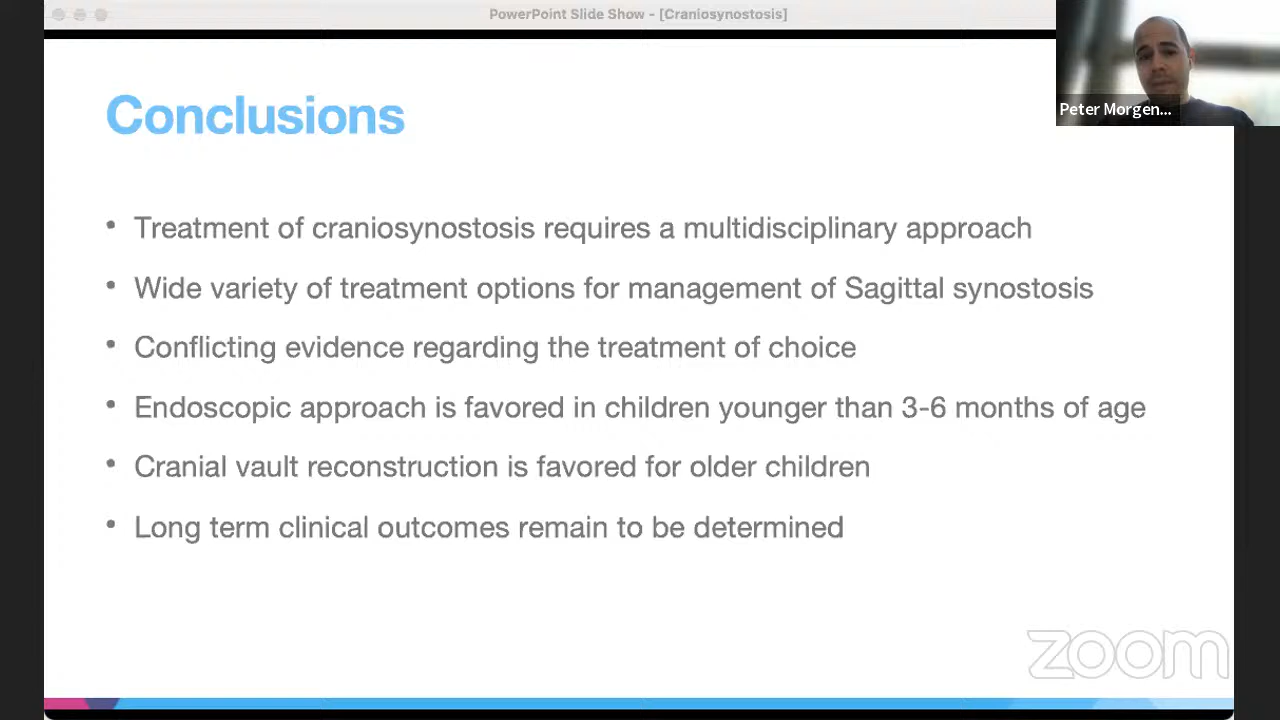 PowerPoint Slide Show - [Craniosynostosis]
Peter Morgen...
Conclusions
• Treatment of craniosynostosis requires a multidisciplinary approach
• Wide variety of treatment options for management of Sagittal synostosis
• Conflicting evidence regarding the treatment of choice
• Endoscopic approach is favored in children younger than 3-6 months of age
• Cranial vault reconstruction is favored for older children
• Long term clinical outcomes remain to be determined
zoom